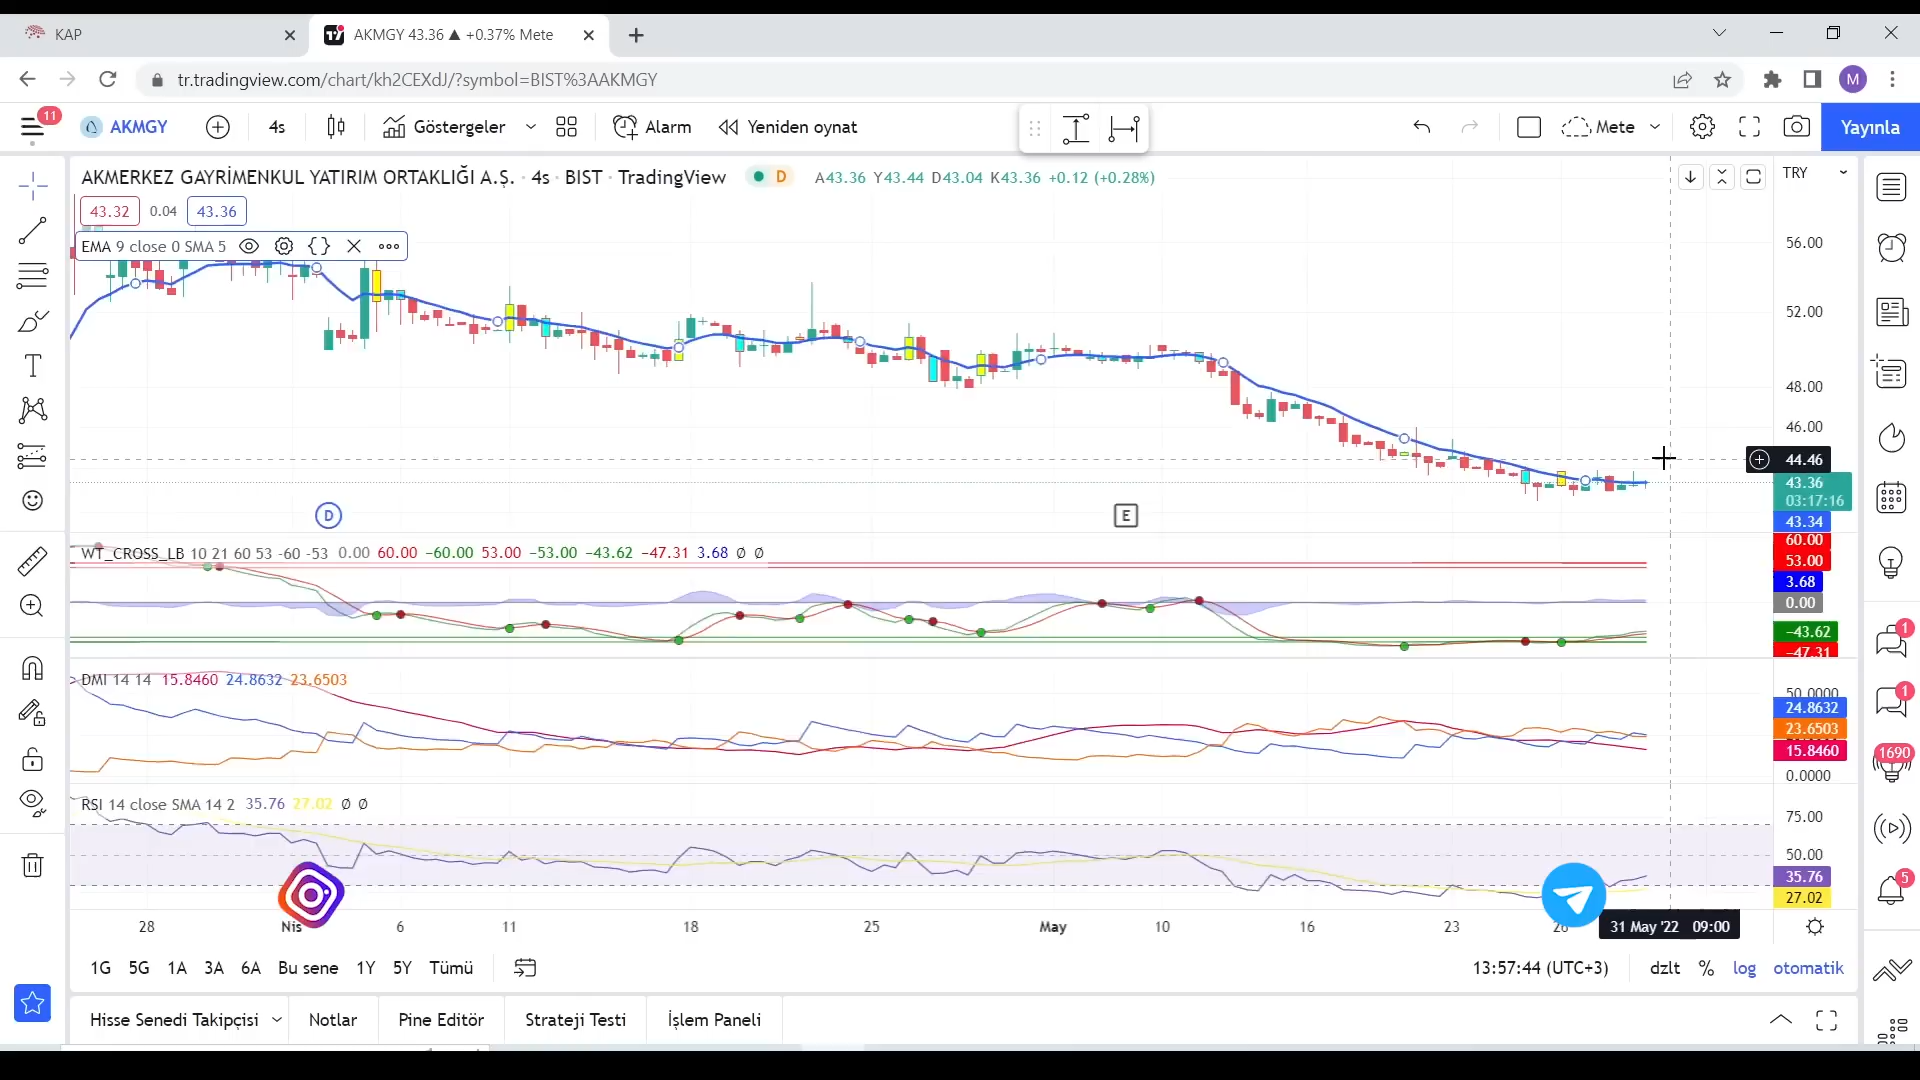 KAP
AKMGY 43.36 ▲ +0.37% Mete
tr.tradingview.com/chart/kh2CEXdJ/?symbol=BIST%3AAKMGY
M
11
AKMGY
4s
Göstergeler
Alarm
Yeniden oynat
Mete
Yayınla
AKMERKEZ GAYRİMENKUL YATIRIM ORTAKLIĞI A.Ş. · 4s · BIST · TradingView
D
A43.36 Y43.44 D43.04 K43.36 +0.12 (+0.28%)
TRY
43.32
0.04
43.36
EMA 9 close 0 SMA 5
56.00
52.00
48.00
46.00
44.46
43.36
03:17:16
43.34
D
E
WT_CROSS_LB 10 21 60 53 -60 -53 0.00 60.00 −60.00 53.00 −53.00 −43.62 −47.31 3.68 Ø Ø
60.00
53.00
3.68
0.00
−43.62
−47.31
DMI 14 14 15.8460 24.8632 23.6503
50.0000
24.8632
23.6503
15.8460
0.0000
RSI 14 close SMA 14 2 35.76 27.02 Ø Ø
75.00
50.00
35.76
27.02
28
Nis
6
11
18
25
May
10
16
23
26
31 May '22 09:00
1G 5G 1A 3A 6A Bu sene 1Y 5Y Tümü
13:57:44 (UTC+3)
dzlt % log otomatik
Hisse Senedi Takipçisi
Notlar
Pine Editör
Strateji Testi
İşlem Paneli
1
1
1690
5